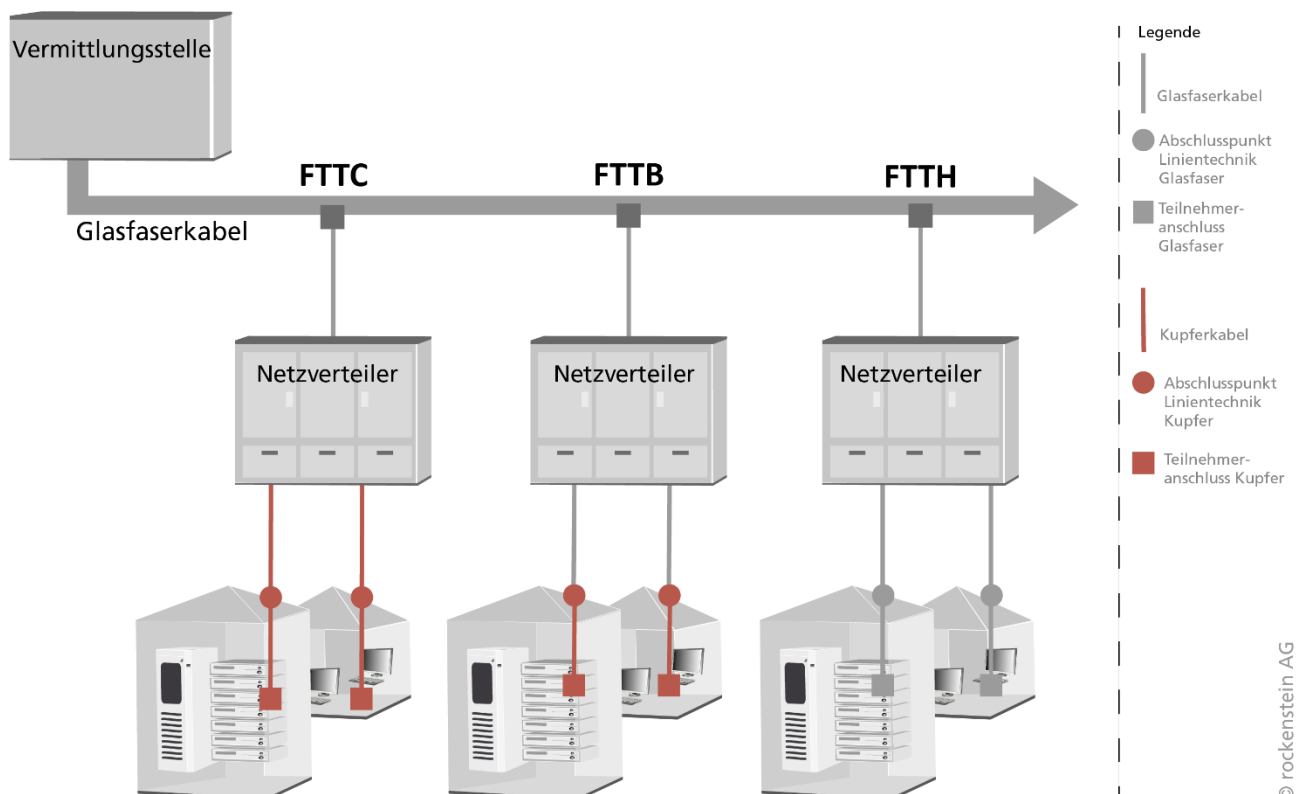 Vermittlungsstelle
FTTC
FTTB
FTTH
Glasfaserkabel
Netzverteiler
Netzverteiler
Netzverteiler
Legende
Glasfaserkabel
Abschlusspunkt
Linientechnik
Glasfaser
Teilnehmer-
anschluss
Glasfaser
Kupferkabel
Abschlusspunkt
Linientechnik
Kupfer
Teilnehmer-
anschluss Kupfer
© rockenstein AG